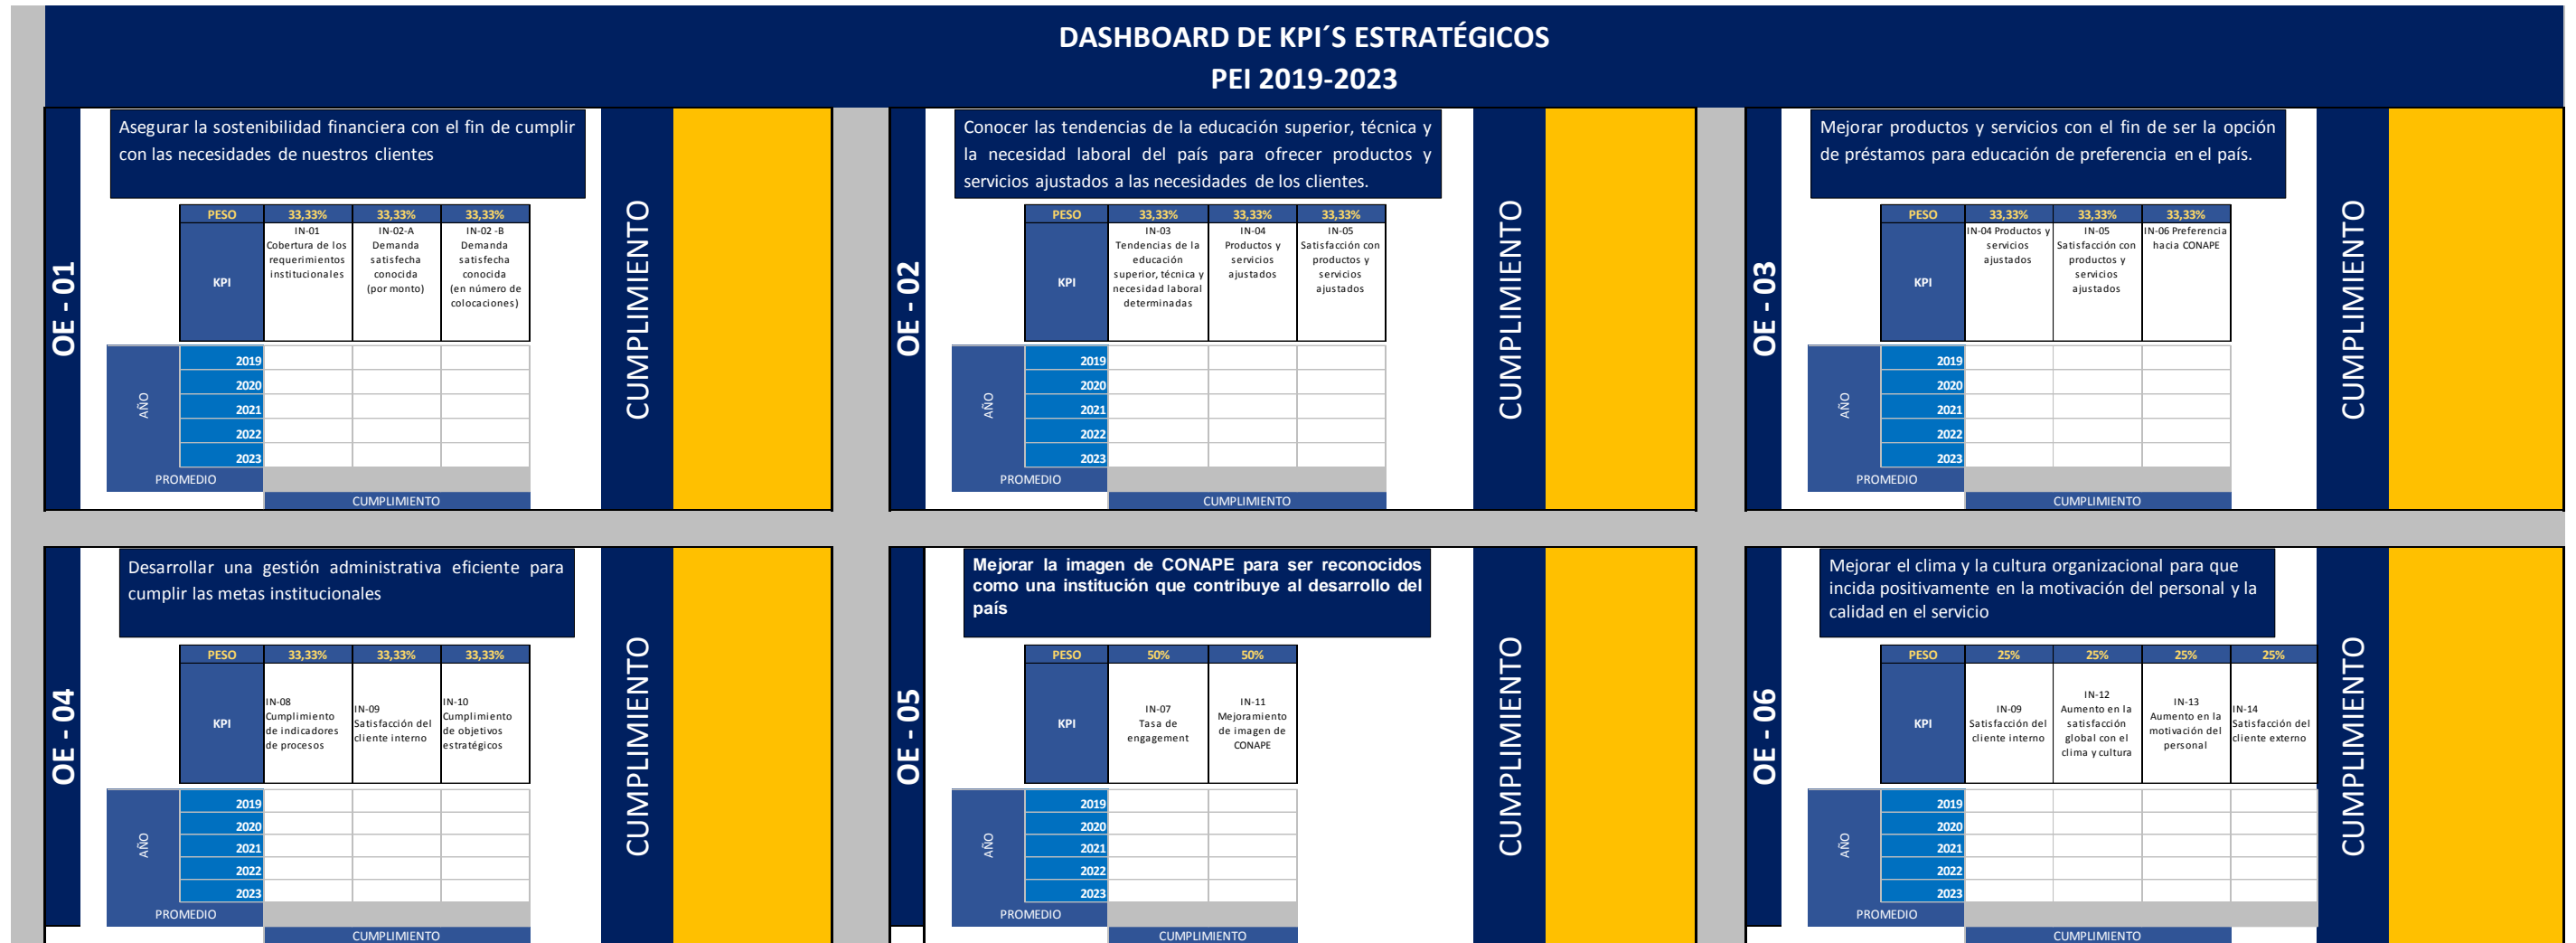 DASHBOARD DE KPI´S ESTRATÉGICOS
PEI 2019-2023
OE - 01
Asegurar la sostenibilidad financiera con el fin de cumplir
con las necesidades de nuestros clientes
PESO 33,33% 33,33% 33,33%
KPI
IN-01
Cobertura de los
requerimientos
institucionales
IN-02-A
Demanda
satisfecha
conocida
(por monto)
IN-02 -B
Demanda
satisfecha
conocida
(en número de
colocaciones)
AÑO
2019
2020
2021
2022
2023
PROMEDIO
CUMPLIMIENTO
CUMPLIMIENTO
OE - 02
Conocer las tendencias de la educación superior, técnica y
la necesidad laboral del país para ofrecer productos y
servicios ajustados a las necesidades de los clientes.
PESO 33,33% 33,33% 33,33%
KPI
IN-03
Tendencias de la
educación
superior, técnica y
necesidad laboral
determinadas
IN-04
Productos y
servicios
ajustados
IN-05
Satisfacción con
productos y
servicios
ajustados
AÑO
2019
2020
2021
2022
2023
PROMEDIO
CUMPLIMIENTO
CUMPLIMIENTO
OE - 03
Mejorar productos y servicios con el fin de ser la opción
de préstamos para educación de preferencia en el país.
PESO 33,33% 33,33% 33,33%
KPI
IN-04 Productos y
servicios
ajustados
IN-05
Satisfacción con
productos y
servicios
ajustados
IN-06 Preferencia
hacia CONAPE
AÑO
2019
2020
2021
2022
2023
PROMEDIO
CUMPLIMIENTO
CUMPLIMIENTO
OE - 04
Desarrollar una gestión administrativa eficiente para
cumplir las metas institucionales
PESO 33,33% 33,33% 33,33%
KPI
IN-08
Cumplimiento
de indicadores
de procesos
IN-09
Satisfacción del
cliente interno
IN-10
Cumplimiento
de objetivos
estratégicos
AÑO
2019
2020
2021
2022
2023
PROMEDIO
CUMPLIMIENTO
CUMPLIMIENTO
OE - 05
Mejorar la imagen de CONAPE para ser reconocidos
como una institución que contribuye al desarrollo del
país
PESO 50% 50%
KPI
IN-07
Tasa de
engagement
IN-11
Mejoramiento
de imagen de
CONAPE
AÑO
2019
2020
2021
2022
2023
PROMEDIO
CUMPLIMIENTO
CUMPLIMIENTO
OE - 06
Mejorar el clima y la cultura organizacional para que
incida positivamente en la motivación del personal y la
calidad en el servicio
PESO 25% 25% 25% 25%
KPI
IN-09
Satisfacción del
cliente interno
IN-12
Aumento en la
satisfacción
global con el
clima y cultura
IN-13
Aumento en la
motivación del
personal
IN-14
Satisfacción del
cliente externo
AÑO
2019
2020
2021
2022
2023
PROMEDIO
CUMPLIMIENTO
CUMPLIMIENTO